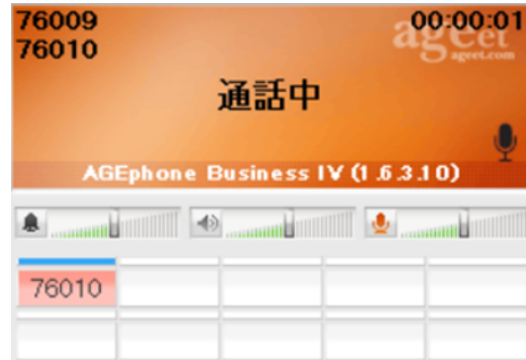 76009
00:00:01
76010
ageet
ageet.com
通話中
AGEphone Business IV (1.6.3.10)
76010